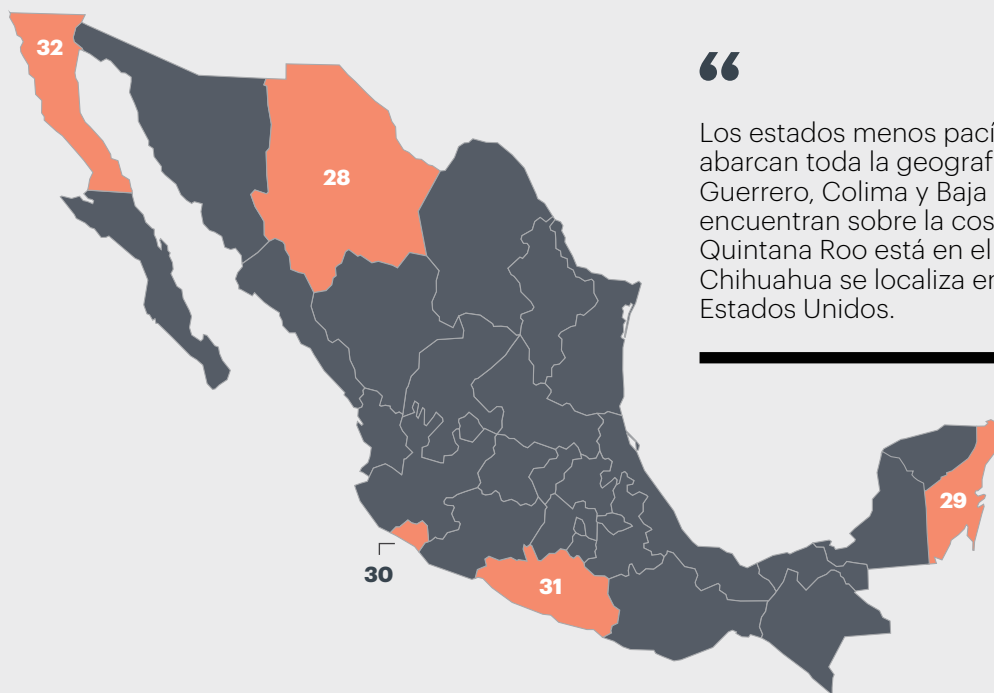 32
28
“
Los estados menos pací
abarcan toda la geograf
Guerrero, Colima y Baja
encuentran sobre la cos
Quintana Roo está en el
Chihuahua se localiza en
Estados Unidos.
29
30
31